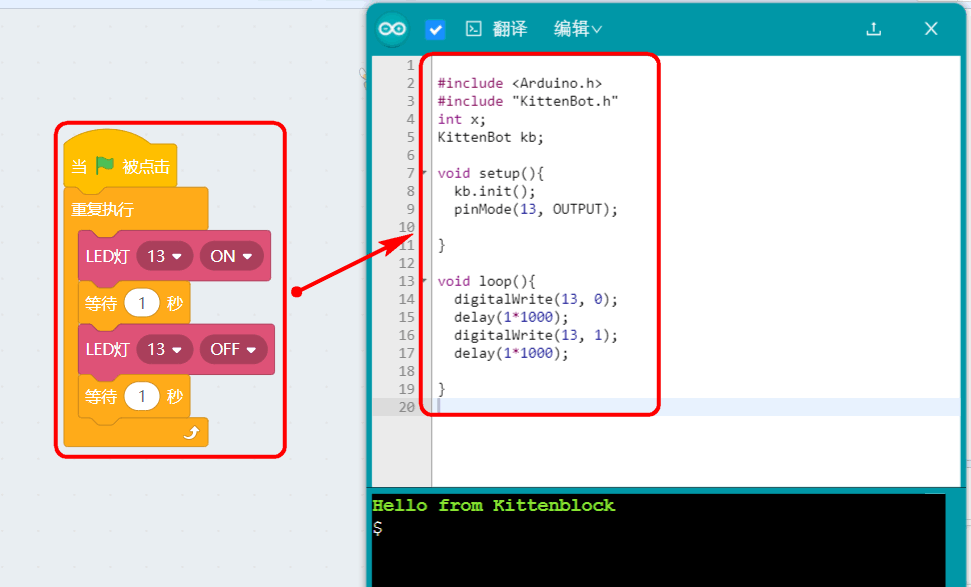 翻译 编辑
当 被点击
重复执行
LED灯 13 ON
等待 1 秒
LED灯 13 OFF
等待 1 秒
1
2 #include <Arduino.h>
3 #include "KittenBot.h"
4 int x;
5 KittenBot kb;
6
7 void setup(){
8 kb.init();
9 pinMode(13, OUTPUT);
10
11 }
12
13 void loop(){
14 digitalWrite(13, 0);
15 delay(1*1000);
16 digitalWrite(13, 1);
17 delay(1*1000);
18
19 }
20
Hello from Kittenblock
$